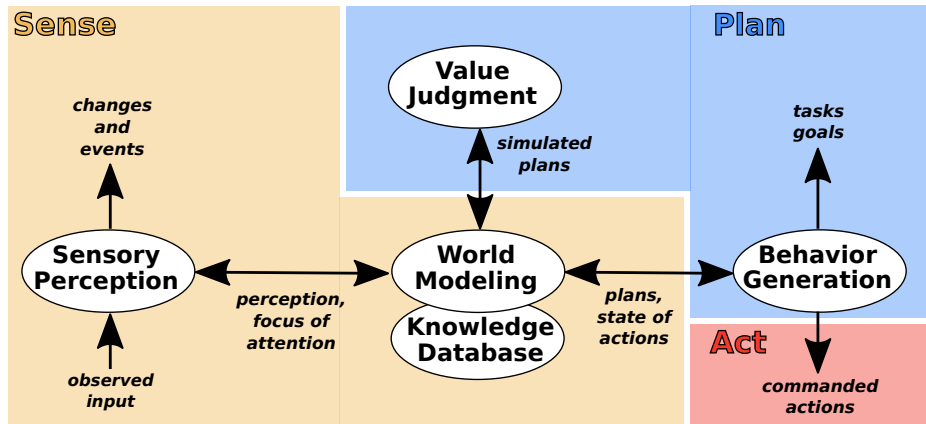 Sense
Plan
Value
Judgment
changes
and
events
tasks
goals
simulated
plans
Sensory
Perception
World
Modeling
Behavior
Generation
perception,
focus of
attention
plans,
state of
actions
Knowledge
Database
Act
observed
input
commanded
actions